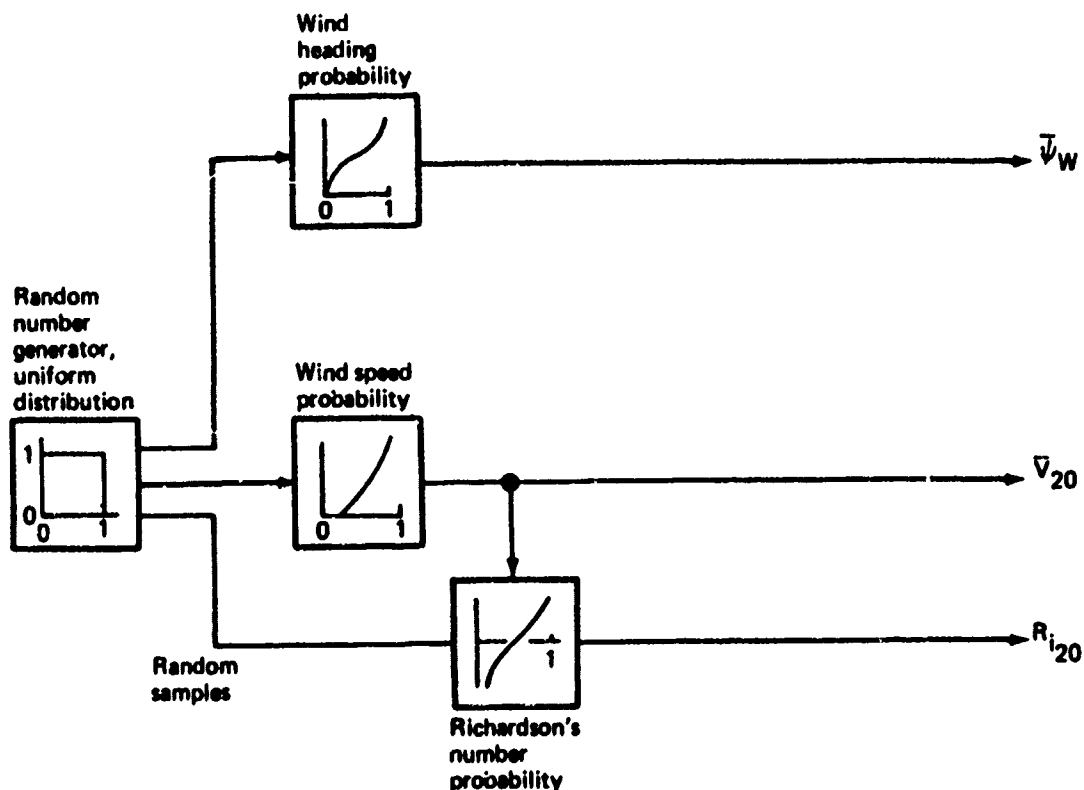 Wind
heading
probability
0 1
ψ̅W
Random
number
generator,
uniform
distribution
1
0
0 1
Wind speed
probability
0 1
V̅20
1
Ri20
Random
samples
Richardson's
number
probability